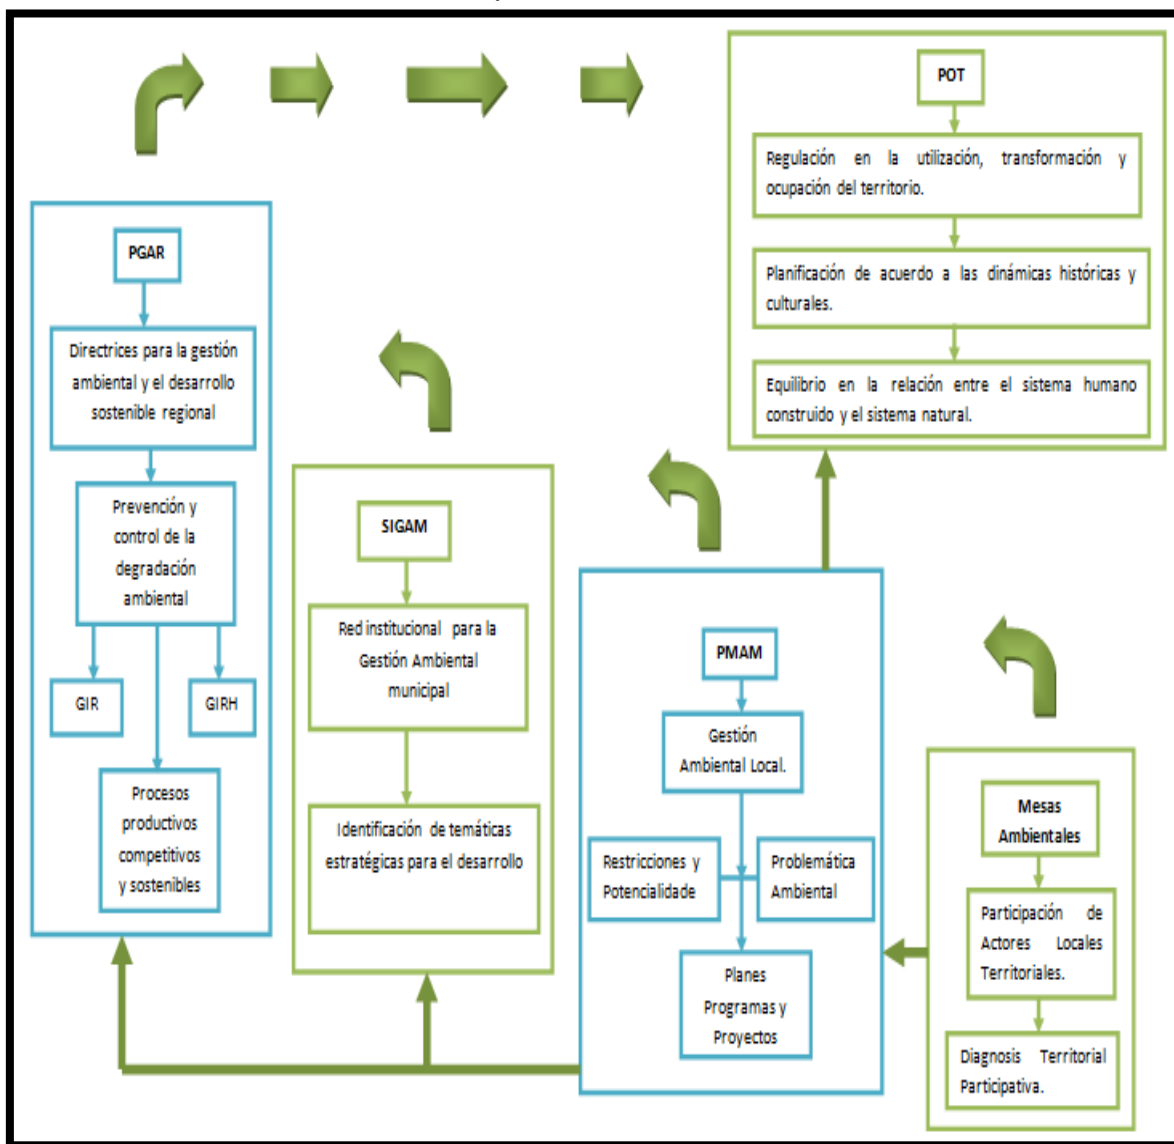 PGAR
Directrices para la gestión
ambiental y el desarrollo
sostenible regional
Prevención y
control de la
degradación
ambiental
GIR
GIRH
Procesos
productivos
competitivos
y sostenibles
SIGAM
Red institucional para la
Gestión Ambiental
municipal
Identificación de temáticas
estratégicas para el desarrollo
PMAM
Gestión
Ambiental Local.
Restricciones y
Potencialidade
Problemática
Ambiental
Planes
Programas y
Proyectos
POT
Regulación en la utilización, transformación y
ocupación del territorio.
Planificación de acuerdo a las dinámicas históricas y
culturales.
Equilibrio en la relación entre el sistema humano
construido y el sistema natural.
Mesas
Ambientales
Participación de
Actores Locales
Territoriales.
Diagnosis Territorial
Participativa.